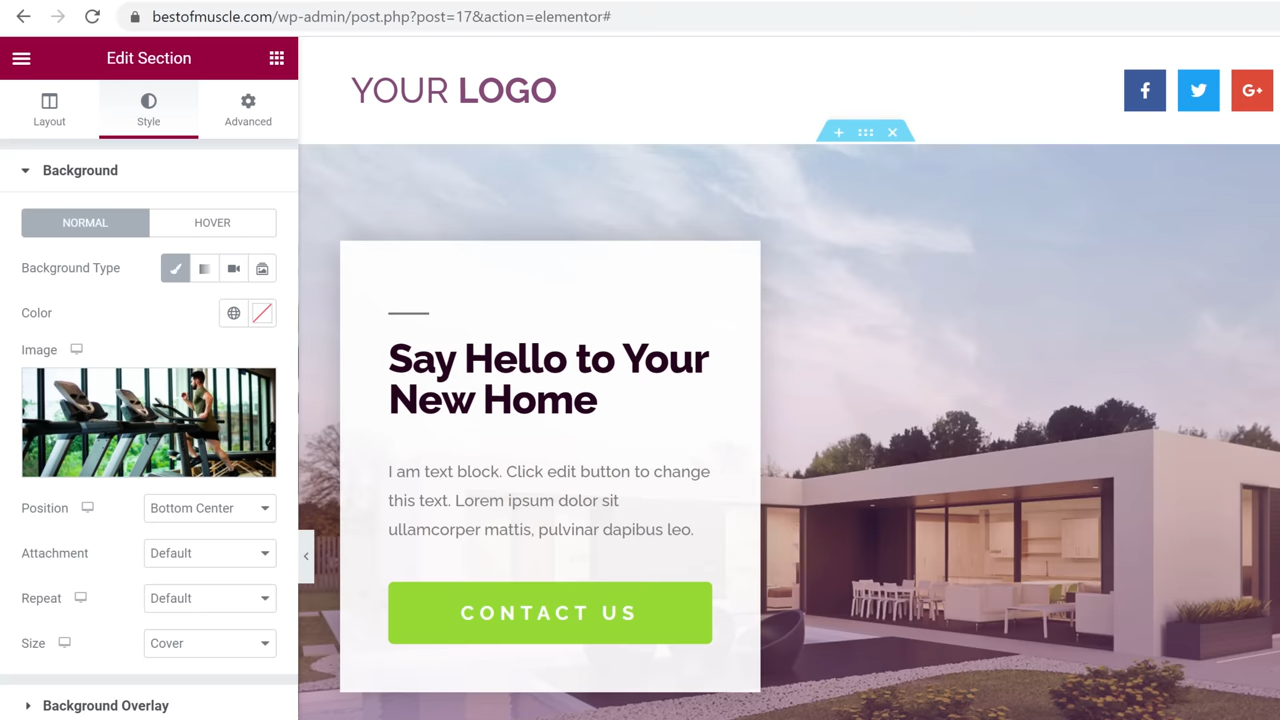 bestofmuscle.com/wp-admin/post.php?post=17&action=elementor#
Edit Section
Layout
Style
Advanced
Background
NORMAL
HOVER
Background Type
Color
Image
Position
Bottom Center
Attachment
Default
Repeat
Default
Size
Cover
Background Overlay
YOUR LOGO
f
G+
Say Hello to Your
New Home
I am text block. Click edit button to change
this text. Lorem ipsum dolor sit
ullamcorper mattis, pulvinar dapibus leo.
CONTACT US